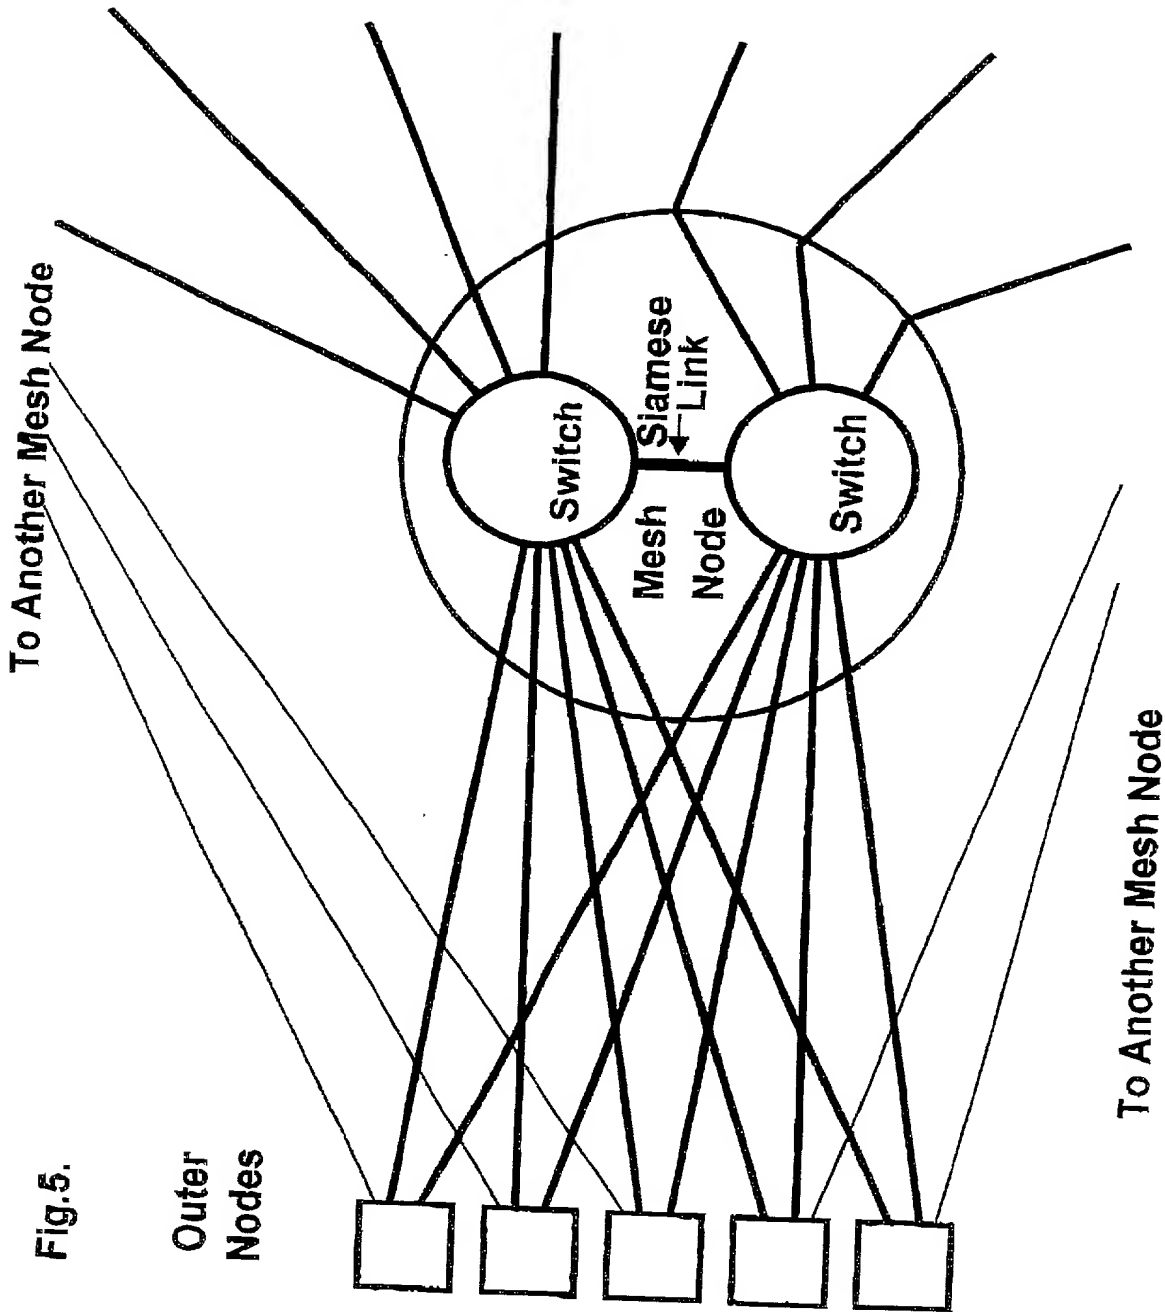 Fig.5.
Outer
Nodes
To Another Mesh Node
Switch
Mesh
Node
Siamese
Link
Switch
To Another Mesh Node